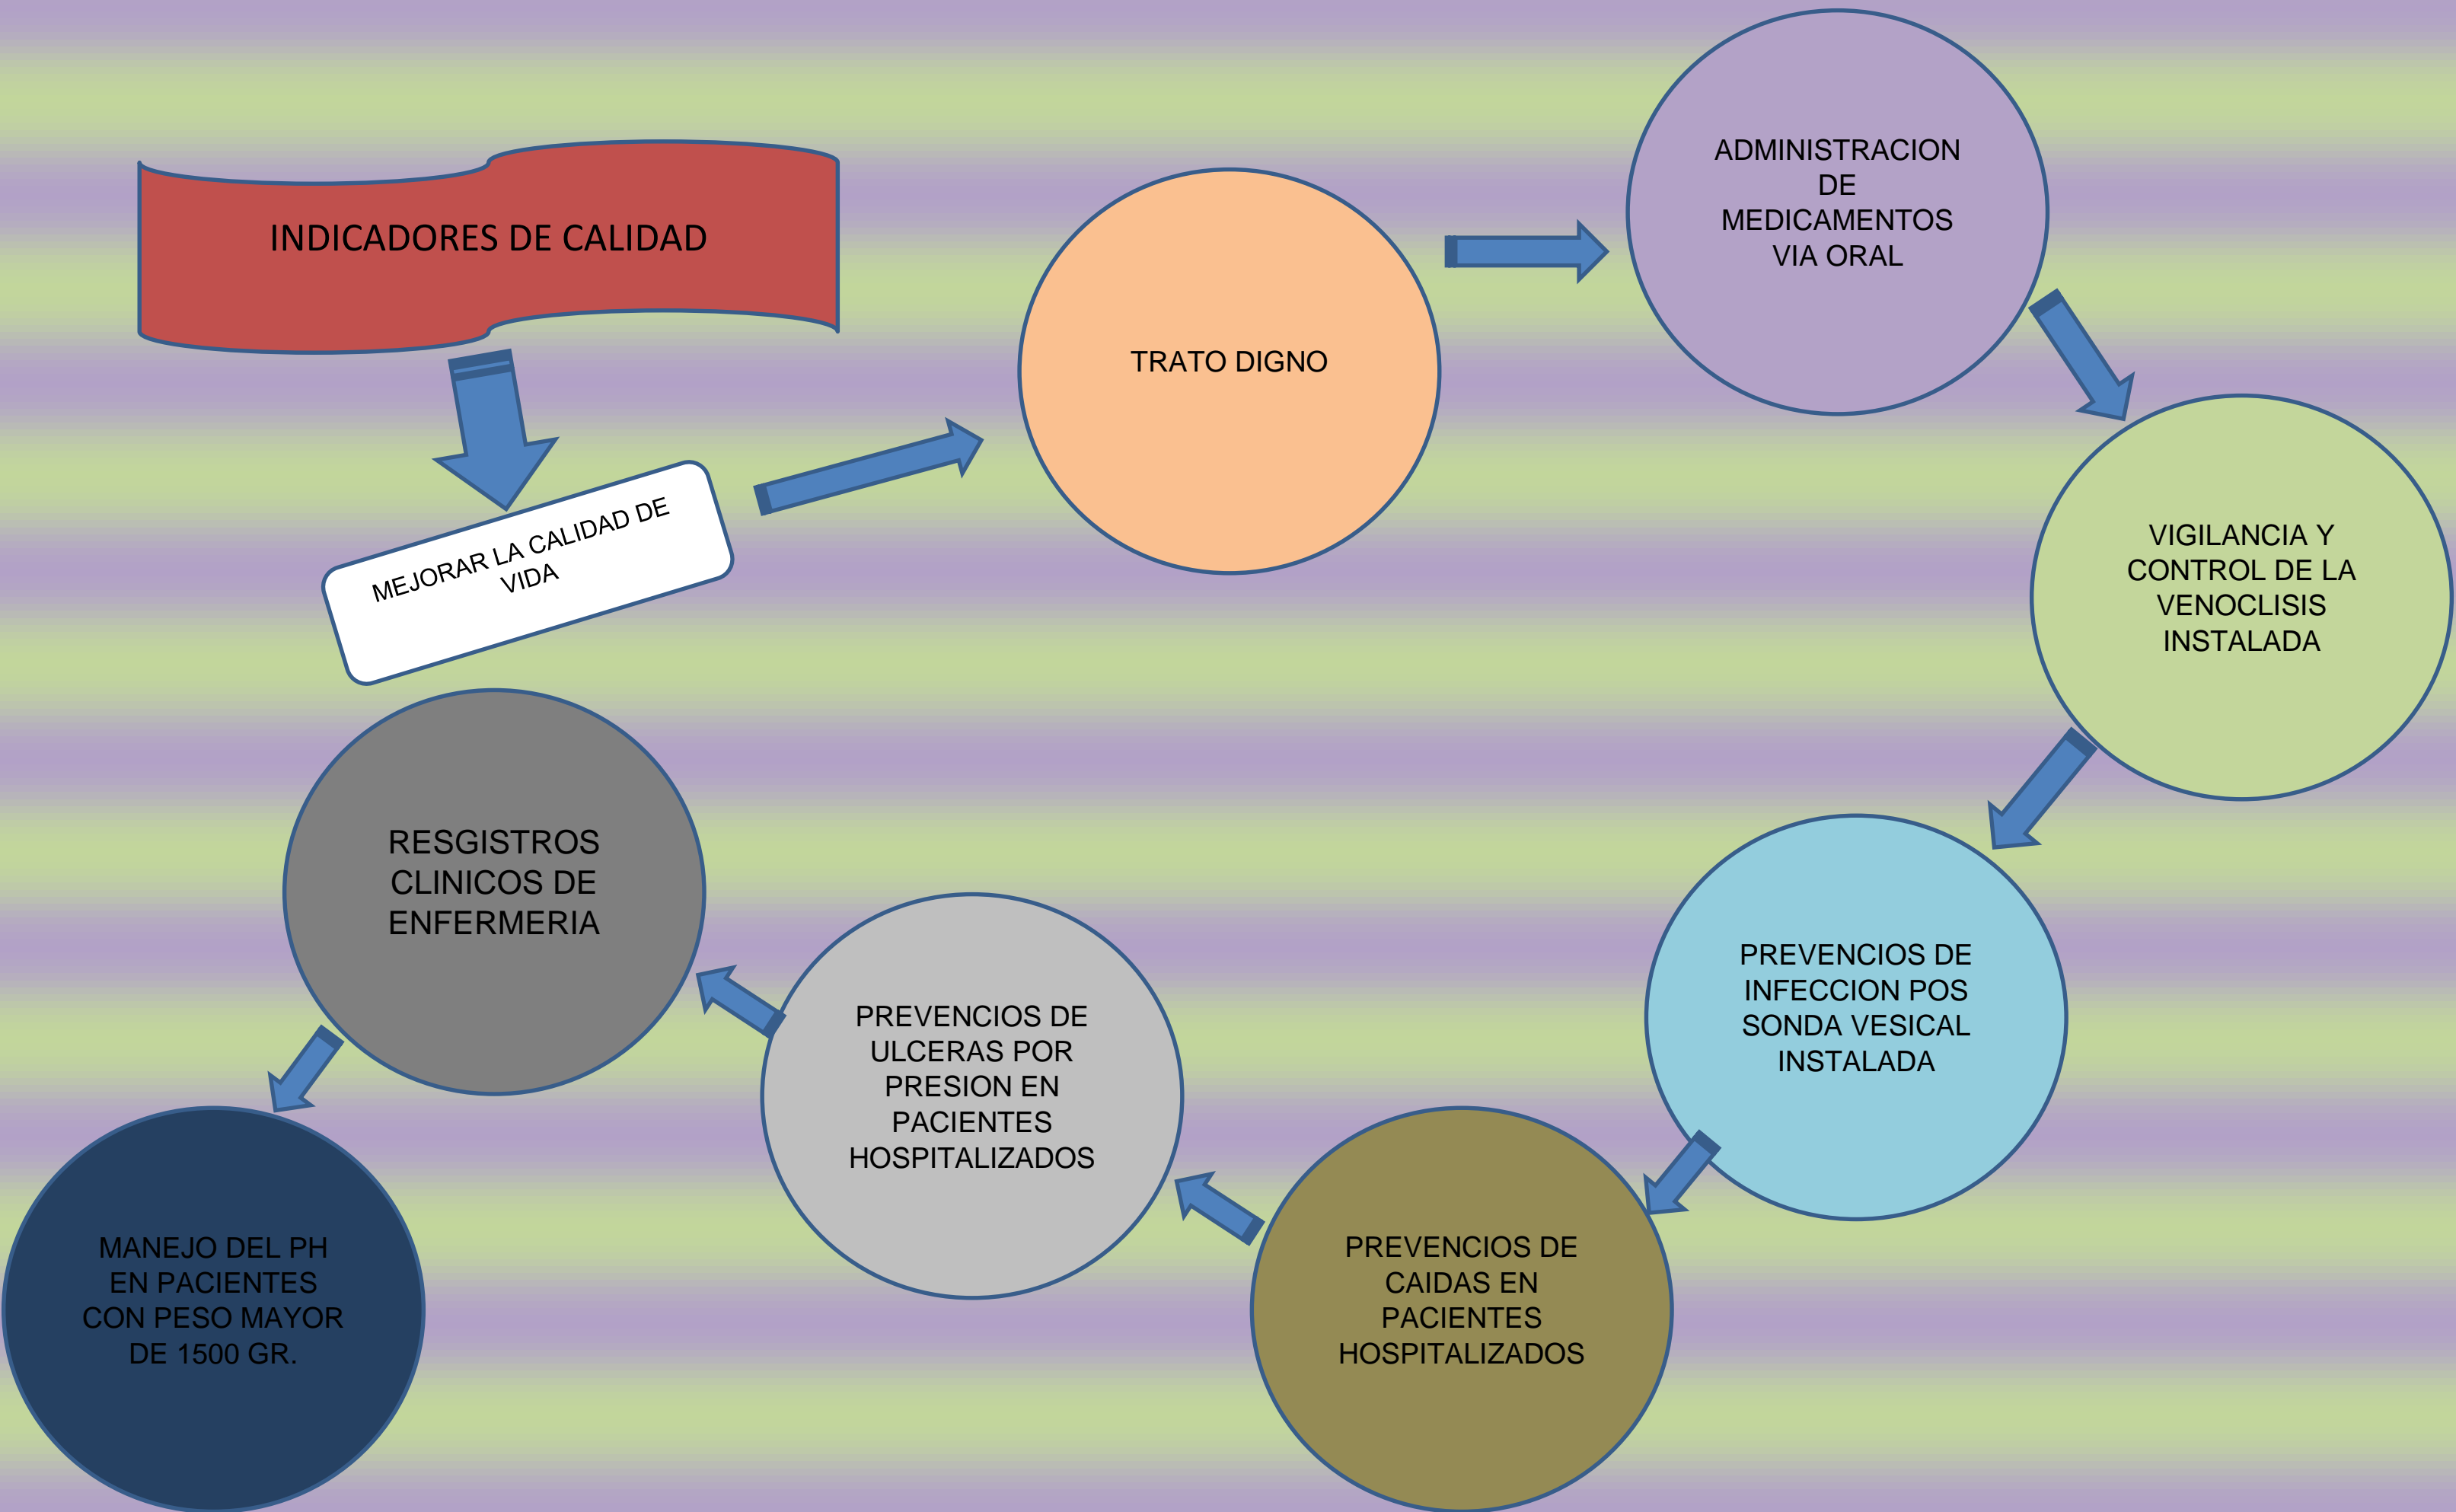 INDICADORES DE CALIDAD
MEJORAR LA CALIDAD DE
VIDA
TRATO DIGNO
ADMINISTRACION
DE
MEDICAMENTOS
VIA ORAL
VIGILANCIA Y
CONTROL DE LA
VENOCLISIS
INSTALADA
PREVENCIOS DE
INFECCION POS
SONDA VESICAL
INSTALADA
PREVENCIOS DE
CAIDAS EN
PACIENTES
HOSPITALIZADOS
PREVENCIOS DE
ULCERAS POR
PRESION EN
PACIENTES
HOSPITALIZADOS
RESGISTROS
CLINICOS DE
ENFERMERIA
MANEJO DEL PH
EN PACIENTES
CON PESO MAYOR
DE 1500 GR.